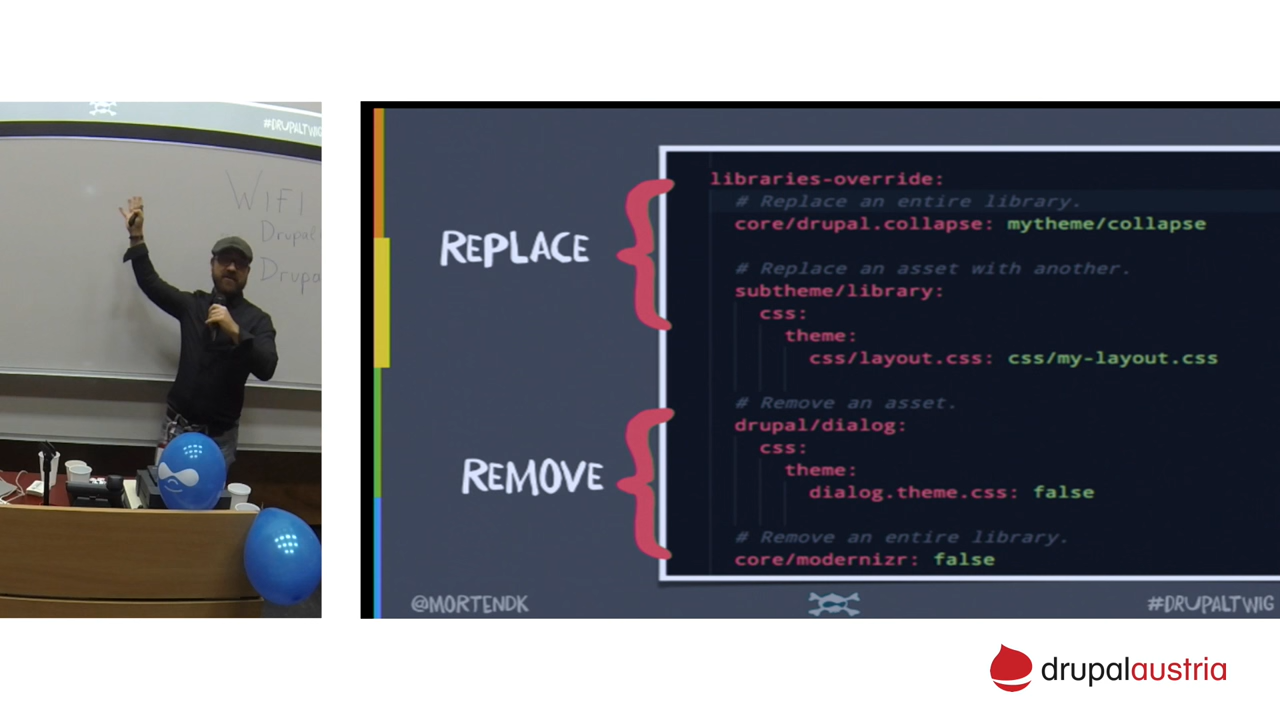 #DRUPALTWIG
WIFI
Drupal
Drupa
REPLACE
REMOVE
libraries-override:
# Replace an entire library.
core/drupal.collapse: mytheme/collapse
# Replace an asset with another.
subtheme/library:
css:
theme:
css/layout.css: css/my-layout.css
# Remove an asset.
drupal/dialog:
css:
theme:
dialog.theme.css: false
# Remove an entire library.
core/modernizr: false
@MORTENDK
#DRUPALTWIG
drupalaustria